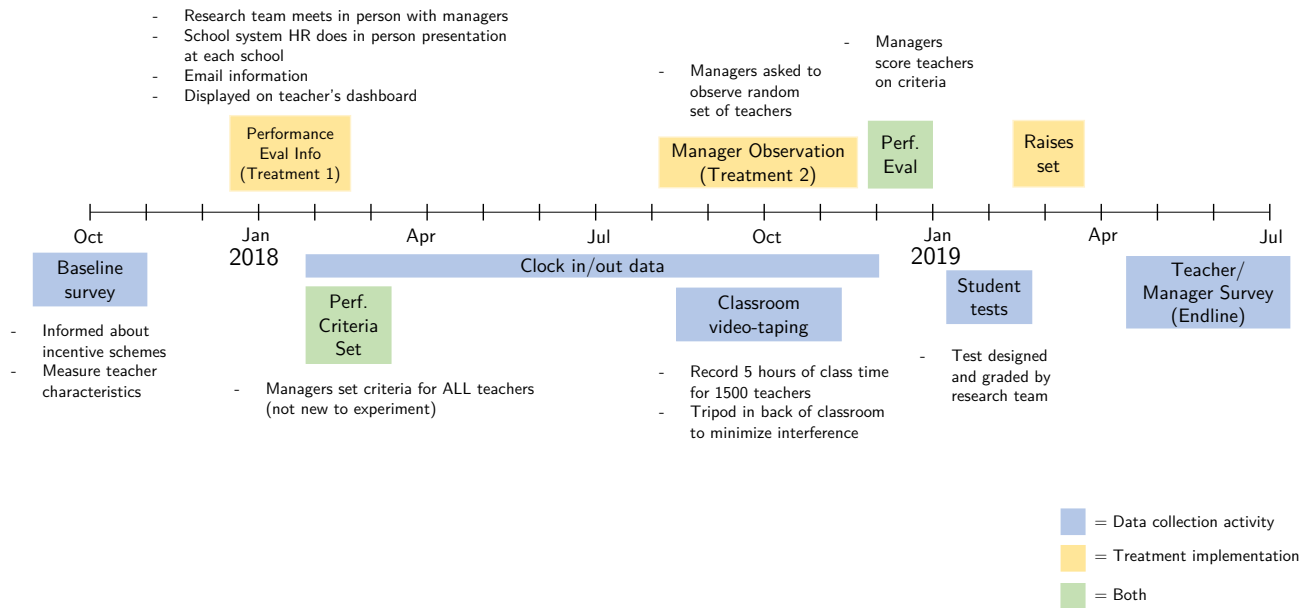 - Research team meets in person with managers
- School system HR does in person presentation
at each school
- Email information
- Displayed on teacher's dashboard
- Managers
score teachers
on criteria
- Managers asked to
observe random
set of teachers
Performance
Eval Info
(Treatment 1)
Manager Observation
(Treatment 2)
Perf.
Eval
Raises
set
Oct
Jan
2018
Apr
Jul
Oct
Jan
2019
Apr
Jul
Baseline
survey
Clock in/out data
Perf.
Criteria
Set
Classroom
video-taping
Student
tests
Teacher/
Manager Survey
(Endline)
- Informed about
incentive schemes
- Measure teacher
characteristics
- Managers set criteria for ALL teachers
(not new to experiment)
- Record 5 hours of class time
for 1500 teachers
- Tripod in back of classroom
to minimize interference
- Test designed
and graded by
research team
= Data collection activity
= Treatment implementation
= Both